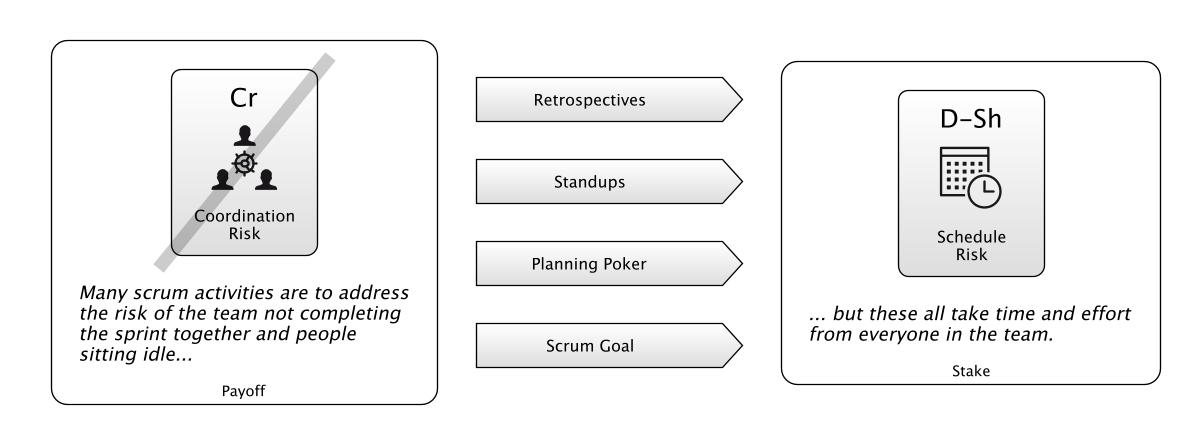 Cr
Coordination
Risk
Many scrum activities are to address
the risk of the team not completing
the sprint together and people
sitting idle...
Payoff
Retrospectives
Standups
Planning Poker
Scrum Goal
D-Sh
Schedule
Risk
... but these all take time and effort
from everyone in the team.
Stake